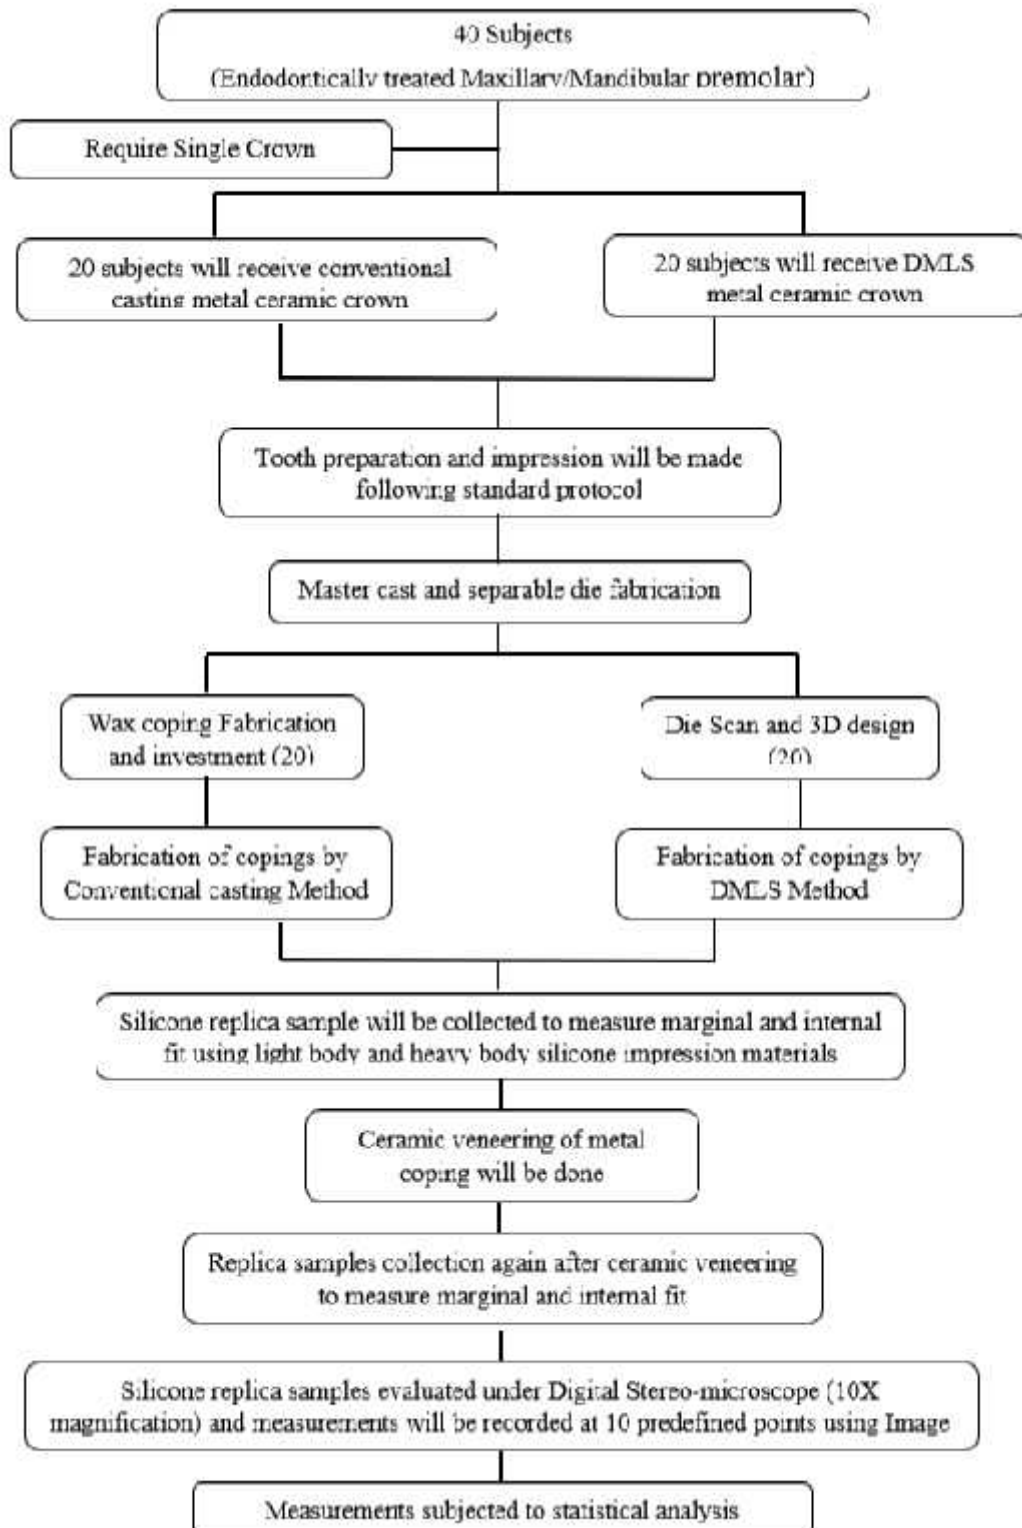 40 Subjects
(Endodortically treated Maxillary/Mandibular premolar)
Require Single Crown
20 subjects will receive conventional
casting metal ceramic crown
20 subjects will receive DMLS
metal ceramic crown
Tooth preparation and impression will be made
following standard protocol
Master cast and separable die fabrication
Wax coping Fabrication
and investment (20)
Die Scan and 3D design
(20)
Fabrication of copings by
Conventional casting Method
Fabrication of copings by
DMLS Method
Silicone replica sample will be collected to measure marginal and internal
fit using light body and heavy body silicone impression materials
Ceramic veneering of metal
coping will be done
Replica samples collection again after ceramic veneering
to measure marginal and internal fit
Silicone replica samples evaluated under Digital Stereo-microscope (10X
magnification) and measurements will be recorded at 10 predefined points using Image
Measurements subjected to statistical analysis